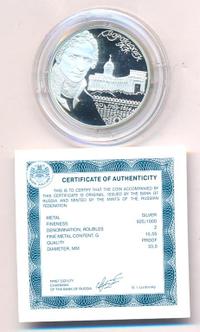 CERTIFICATE OF AUTHENTICITY
THIS IS TO CERTIFY THAT THE COIN ACCOMPANIED BY
THIS CERTIFICATE IS ORIGINAL, ISSUED BY THE BANK OF
RUSSIA AND MINTED BY THE MINTS OF THE RUSSIAN
FEDERATION.
METAL SILVER
FINENESS 925/1000
DENOMINATION, ROUBLES 2
FINE METAL CONTENT, G
QUALITY PROOF
DIAMETER, MM 33,0
FIRST DEPUTY
CHAIRMAN
OF THE BANK OF RUSSIA